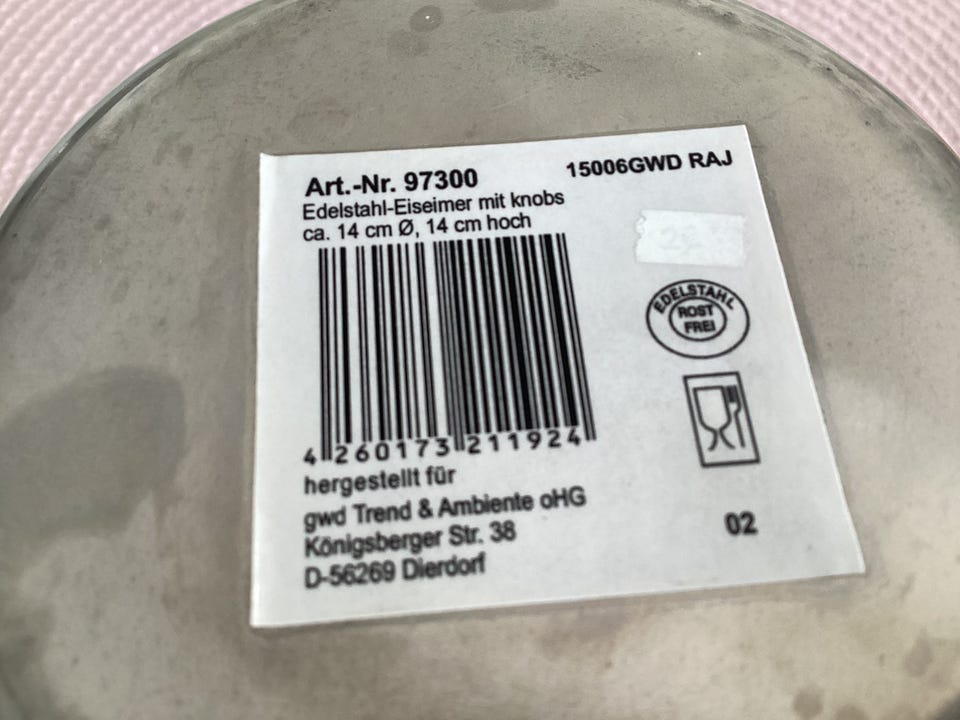 Art.-Nr. 97300
15006GWD RAJ
Edelstahl-Eiseimer mit knobs
ca. 14 cm Ø, 14 cm hoch
EDELSTAHL
ROST
FREI
4 260173 211924
hergestellt für
gwd Trend & Ambiente oHG
Königsberger Str. 38
D-56269 Dierdorf
02